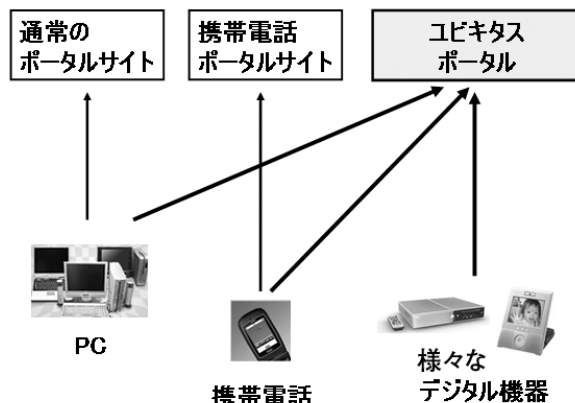 通常の
ポータルサイト
携帯電話
ポータルサイト
ユビキタス
ポータル
PC
携帯電話
様々な
デジタル機器